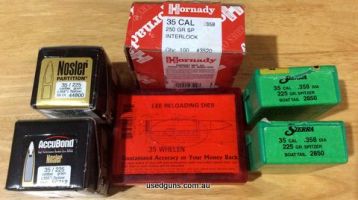 Hornady
35 CAL .358
250 GR SP
INTERLOCK
Qty. 100 #3520
Hornady
Nosler
PARTITION
35/225
AccuBond
Nosler
35/225
LEE RELOADING DIES
35 WHELEN
Guaranteed Accuracy or Your Money Back
SIERRA
35 CAL. .358 DIA
225 GR. SPITZER
BOAT TAIL 2850
SIERRA
35 CAL. .358 DIA
225 GR. SPITZER
BOAT TAIL 2850
usedguns.com.au